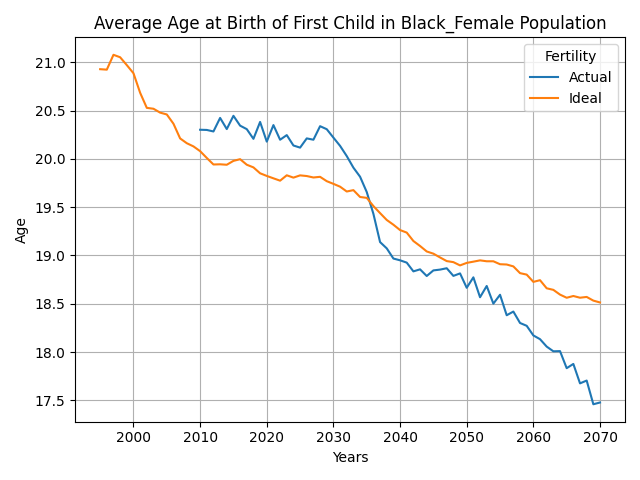 Average Age at Birth of First Child in Black_Female Population
Fertility
Actual
Ideal
Age
21.0
20.5
20.0
19.5
19.0
18.5
18.0
17.5
2000 2010 2020 2030 2040 2050 2060 2070
Years